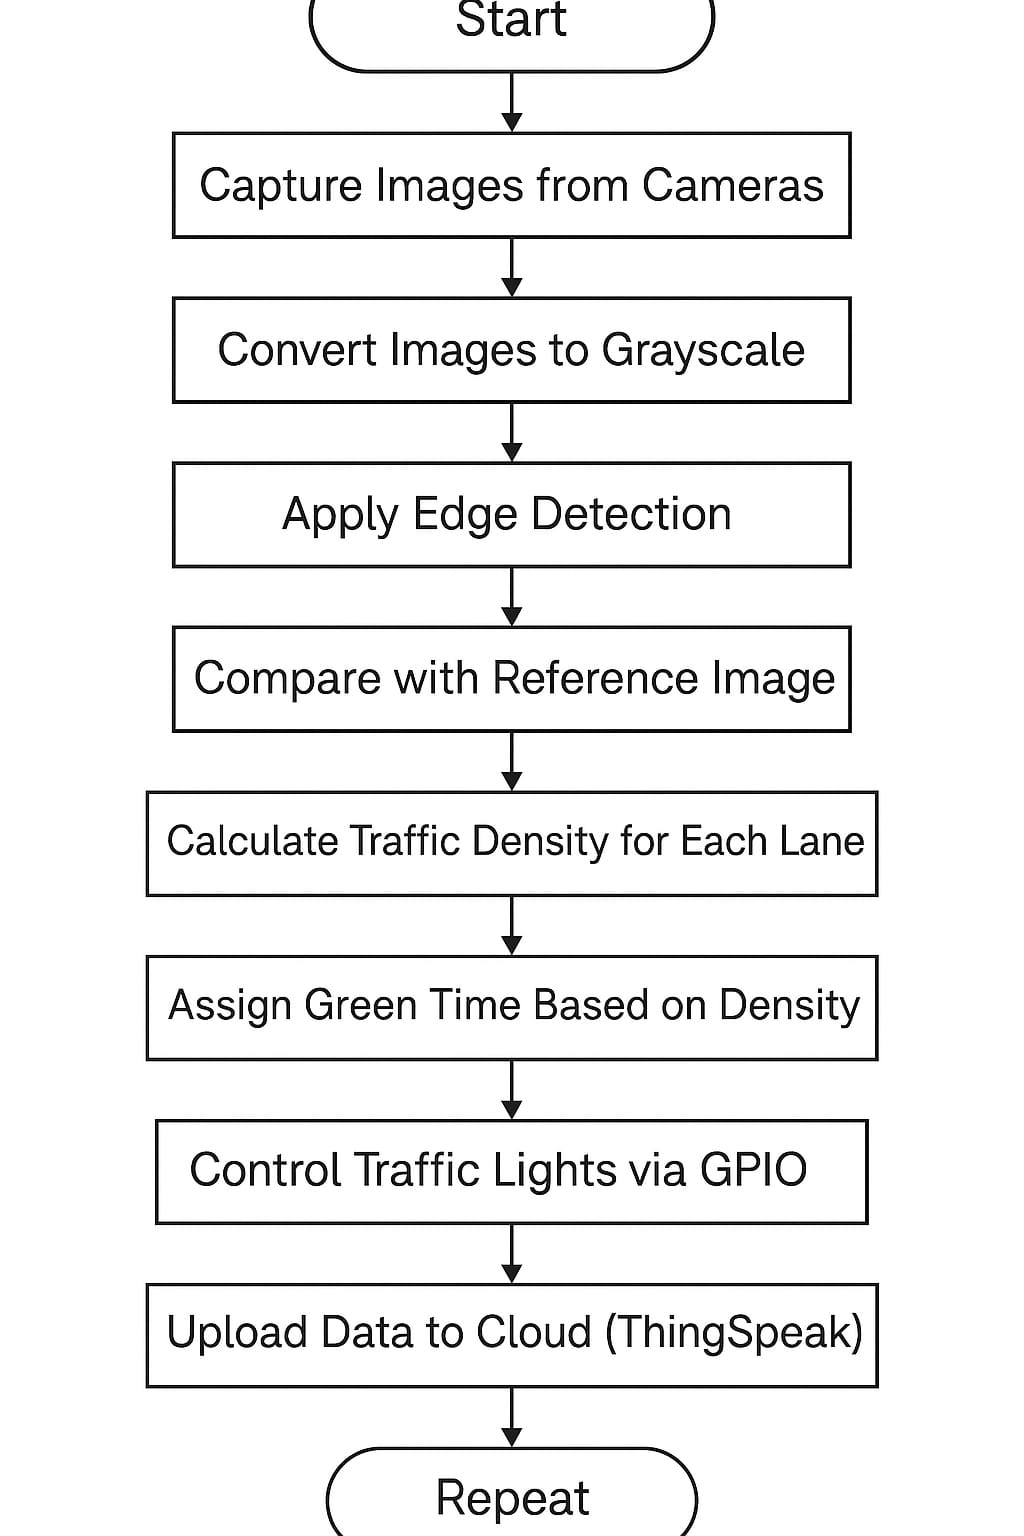 Start
Capture Images from Cameras
Convert Images to Grayscale
Apply Edge Detection
Compare with Reference Image
Calculate Traffic Density for Each Lane
Assign Green Time Based on Density
Control Traffic Lights via GPIO
Upload Data to Cloud (ThingSpeak)
Repeat